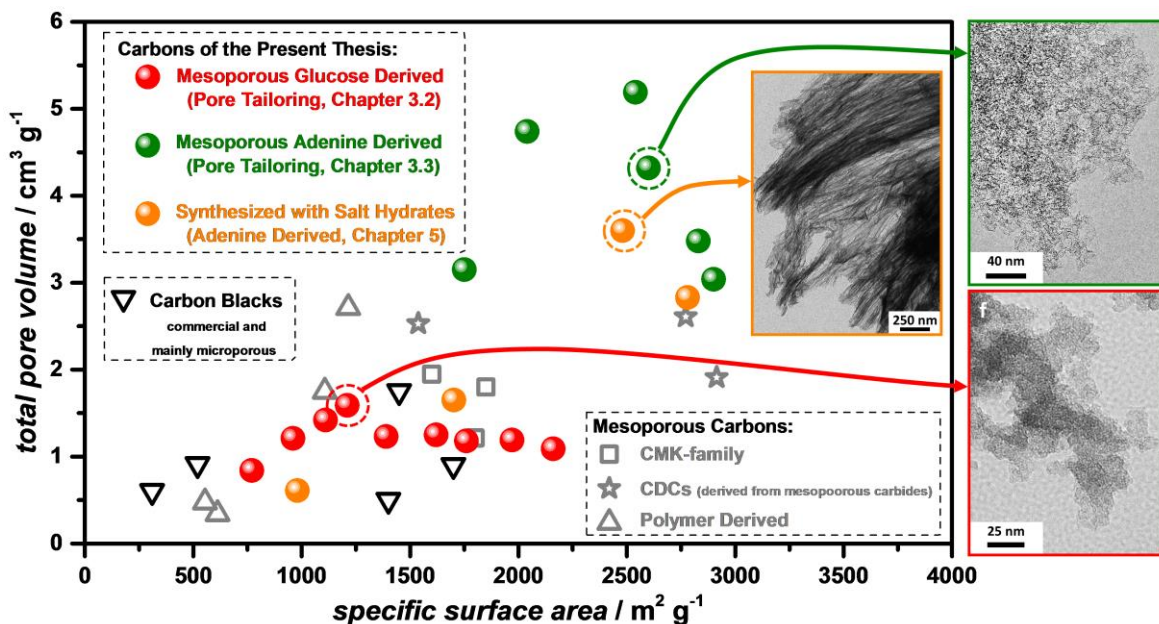 6
5
4
3
2
1
0
total pore volume / cm³ g⁻¹
Carbons of the Present Thesis:
Mesoporous Glucose Derived
(Pore Tailoring, Chapter 3.2)
Mesoporous Adenine Derived
(Pore Tailoring, Chapter 3.3)
Synthesized with Salt Hydrates
(Adenine Derived, Chapter 5)
Carbon Blacks
commercial and
mainly microporous
250 nm
40 nm
f
25 nm
Mesoporous Carbons:
CMK-family
CDCs (derived from mesopoorous carbides)
Polymer Derived
0 500 1000 1500 2000 2500 3000 3500 4000
specific surface area / m² g⁻¹